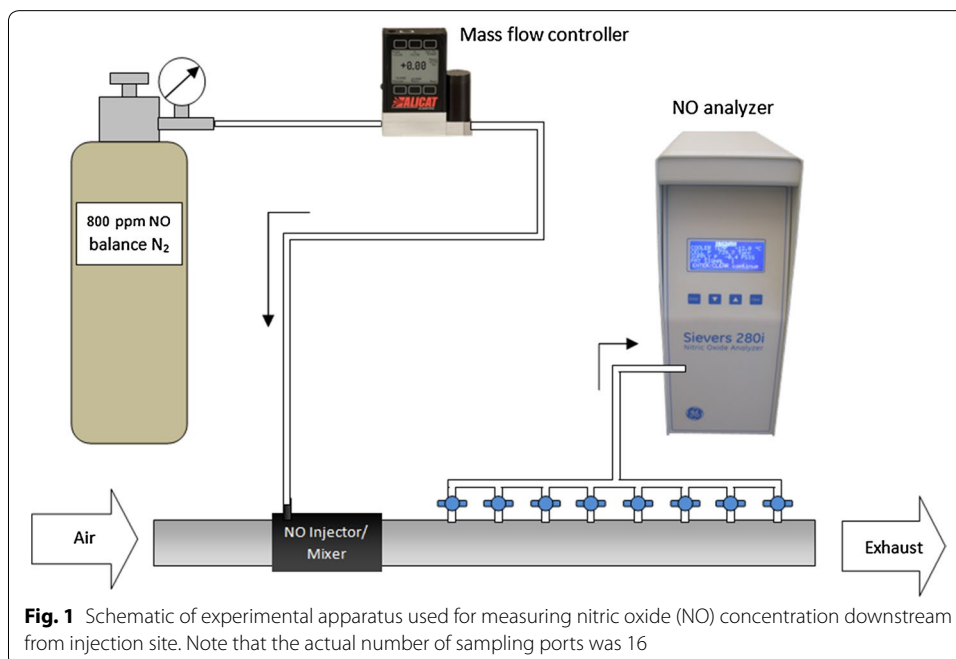 Mass flow controller
+0.00
ALICAT
NO analyzer
800 ppm NO
balance N₂
Sievers 280i
Nitric Oxide Analyzer
Air
NO Injector/
Mixer
Exhaust
Fig. 1 Schematic of experimental apparatus used for measuring nitric oxide (NO) concentration downstream
from injection site. Note that the actual number of sampling ports was 16